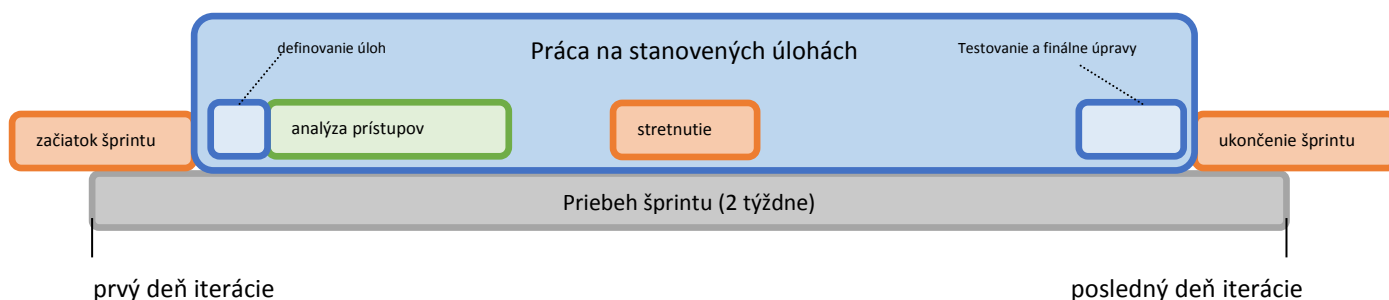 definovanie úloh
Práca na stanovených úlohách
Testovanie a finálne úpravy
začiatok šprintu
analýza prístupov
stretnutie
ukončenie šprintu
Priebeh šprintu (2 týždne)
prvý deň iterácie
posledný deň iterácie